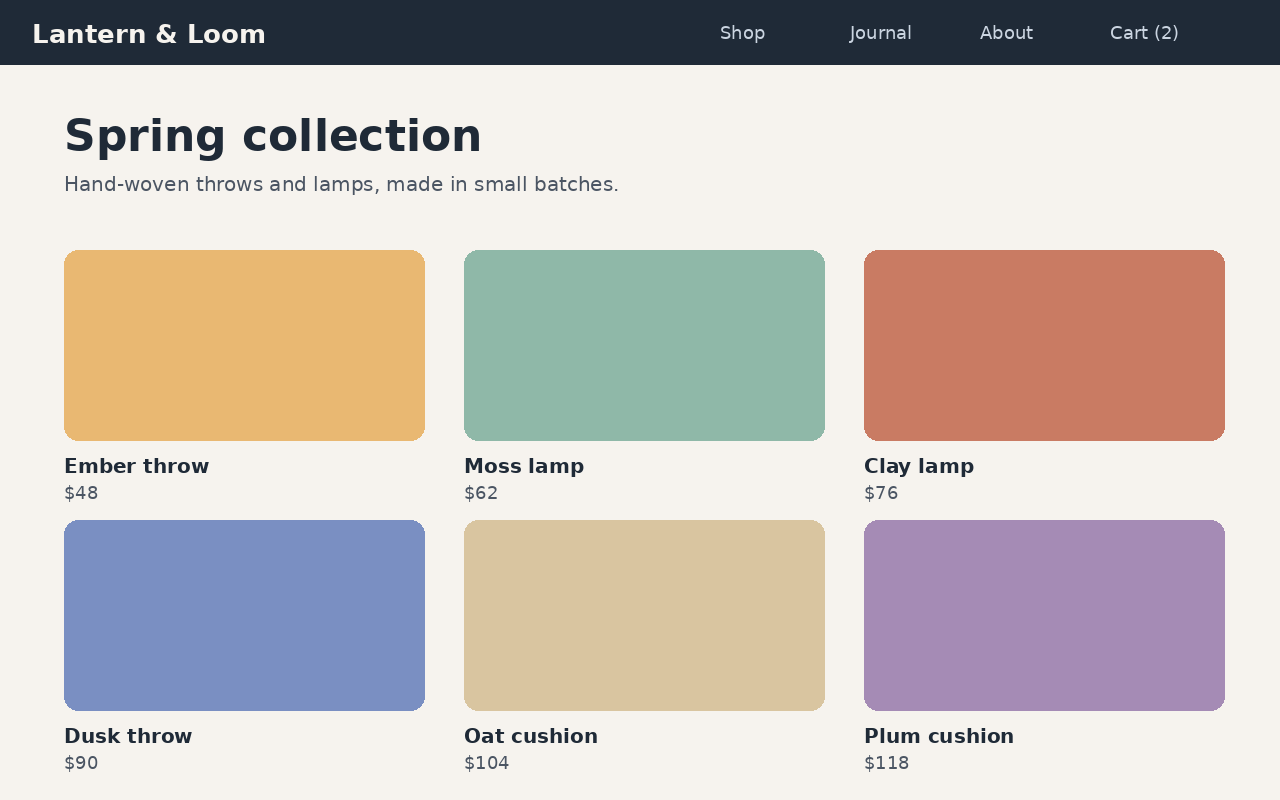 Lantern & Loom Shop Journal About Cart (2)
Spring collection
Hand-woven throws and lamps, made in small batches.
Ember throw Moss lamp Clay lamp
$48 $62 $76
Dusk throw Oat cushion Plum cushion
$90 $104 $118